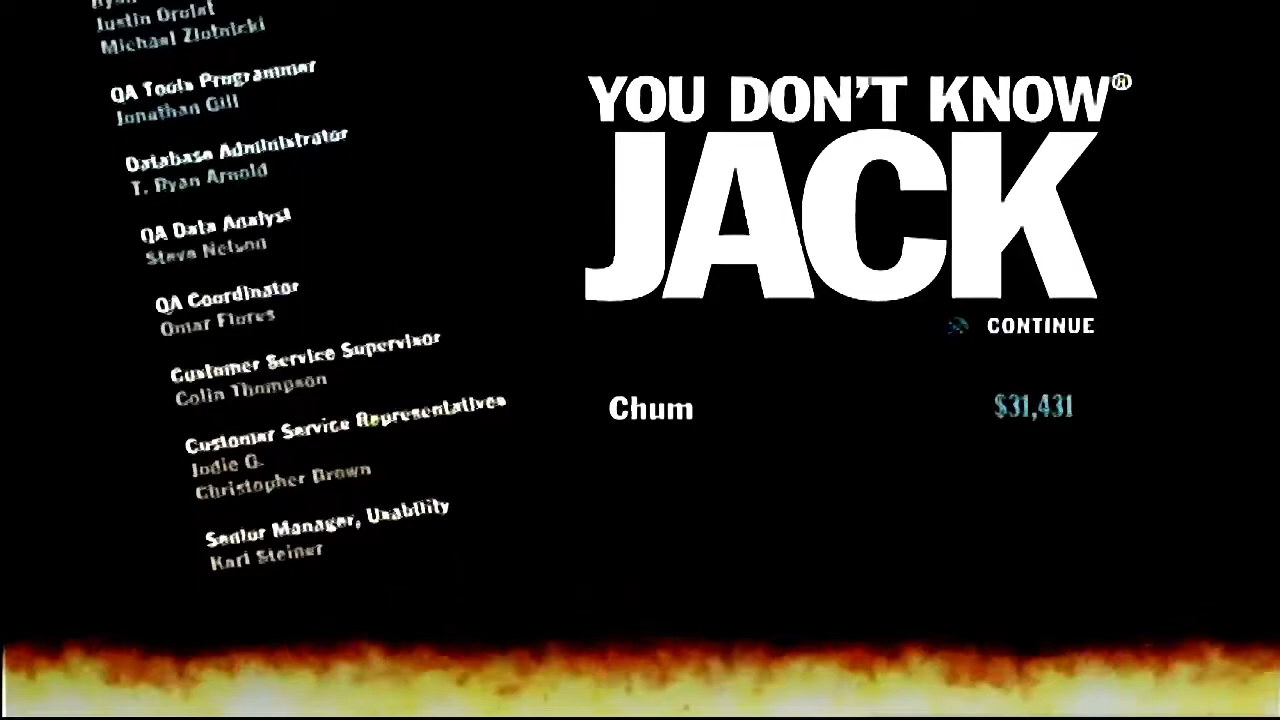 Justin Drolat
Michael Zlotnicki
QA Tools Programmer
Jonathan Gill
Database Administrator
T. Ryan Arnold
QA Data Analyst
Steve Nelson
QA Coordinator
Omar Flores
Customer Service Supervisor
Colin Thompson
Customer Service Representatives
Jodie G.
Christopher Brown
Senior Manager, Usability
Karl Steiner
YOU DON'T KNOW®
JACK
CONTINUE
Chum $31,431